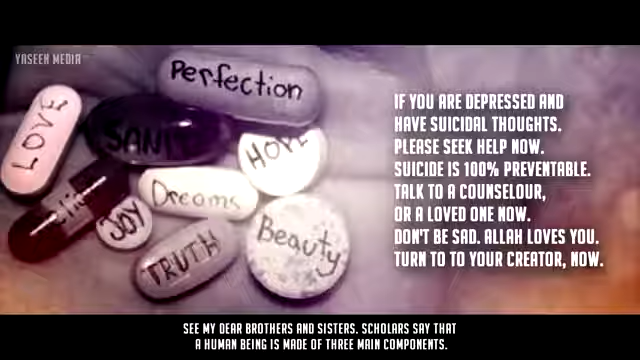 YASEEN MEDIA
Perfection
LOVE
HOPE
Dreams
JOY
TRUTH
Beauty
IF YOU ARE DEPRESSED AND
HAVE SUICIDAL THOUGHTS.
PLEASE SEEK HELP NOW.
SUICIDE IS 100% PREVENTABLE.
TALK TO A COUNSELOUR,
OR A LOVED ONE NOW.
DON'T BE SAD. ALLAH LOVES YOU.
TURN TO TO YOUR CREATOR, NOW.
SEE MY DEAR BROTHERS AND SISTERS. SCHOLARS SAY THAT
A HUMAN BEING IS MADE OF THREE MAIN COMPONENTS.